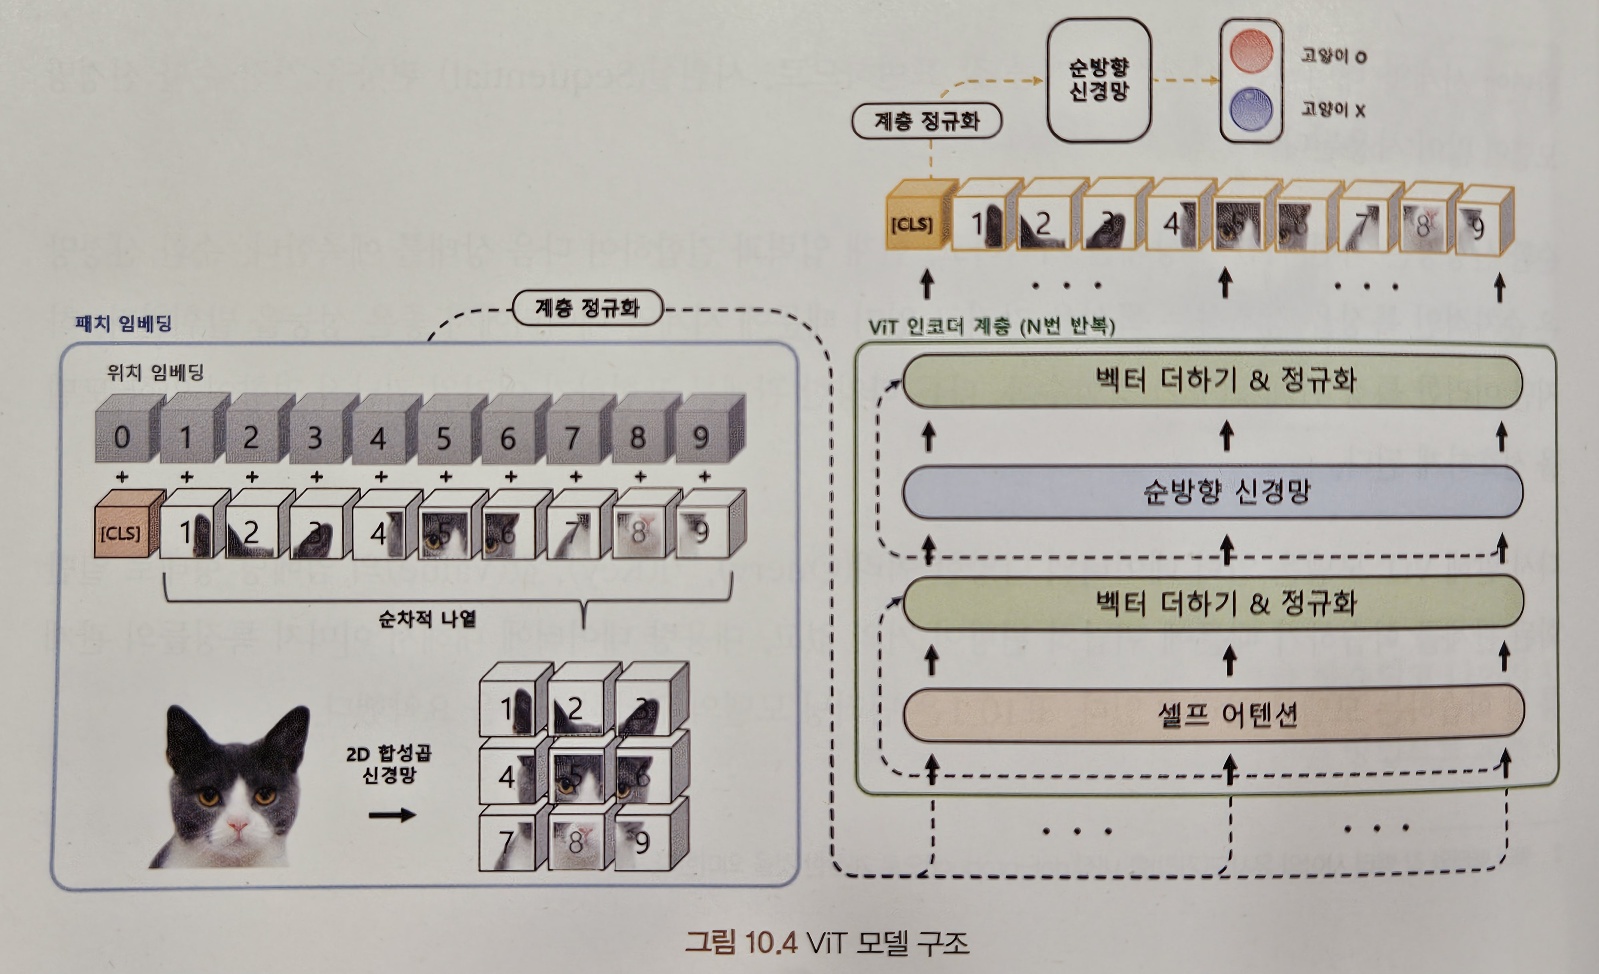 순방향
신경망
고양이 O
고양이 X
계층 정규화
[CLS] 1 2 3 4 5 6 7 8 9
계층 정규화
패치 임베딩
위치 임베딩
0 1 2 3 4 5 6 7 8 9
+ + + + + + + + + +
[CLS] 1 2 3 4 5 6 7 8 9
순차적 나열
2D 합성곱
신경망
1 2 3
4 5 6
7 8 9
ViT 인코더 계층 (N번 반복)
벡터 더하기 & 정규화
순방향 신경망
벡터 더하기 & 정규화
셀프 어텐션
그림 10.4 ViT 모델 구조